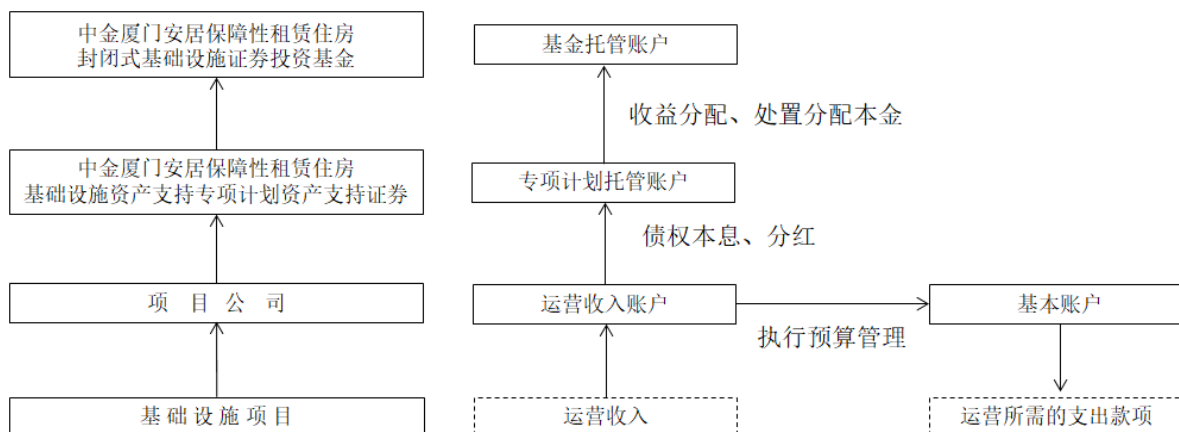 中金厦门安居保障性租赁住房
封闭式基础设施证券投资基金
基金托管账户
收益分配、处置分配本金
中金厦门安居保障性租赁住房
基础设施资产支持专项计划资产支持证券
专项计划托管账户
债权本息、分红
项目公司
运营收入账户
基本账户
执行预算管理
基础设施项目
运营收入
运营所需的支出款项